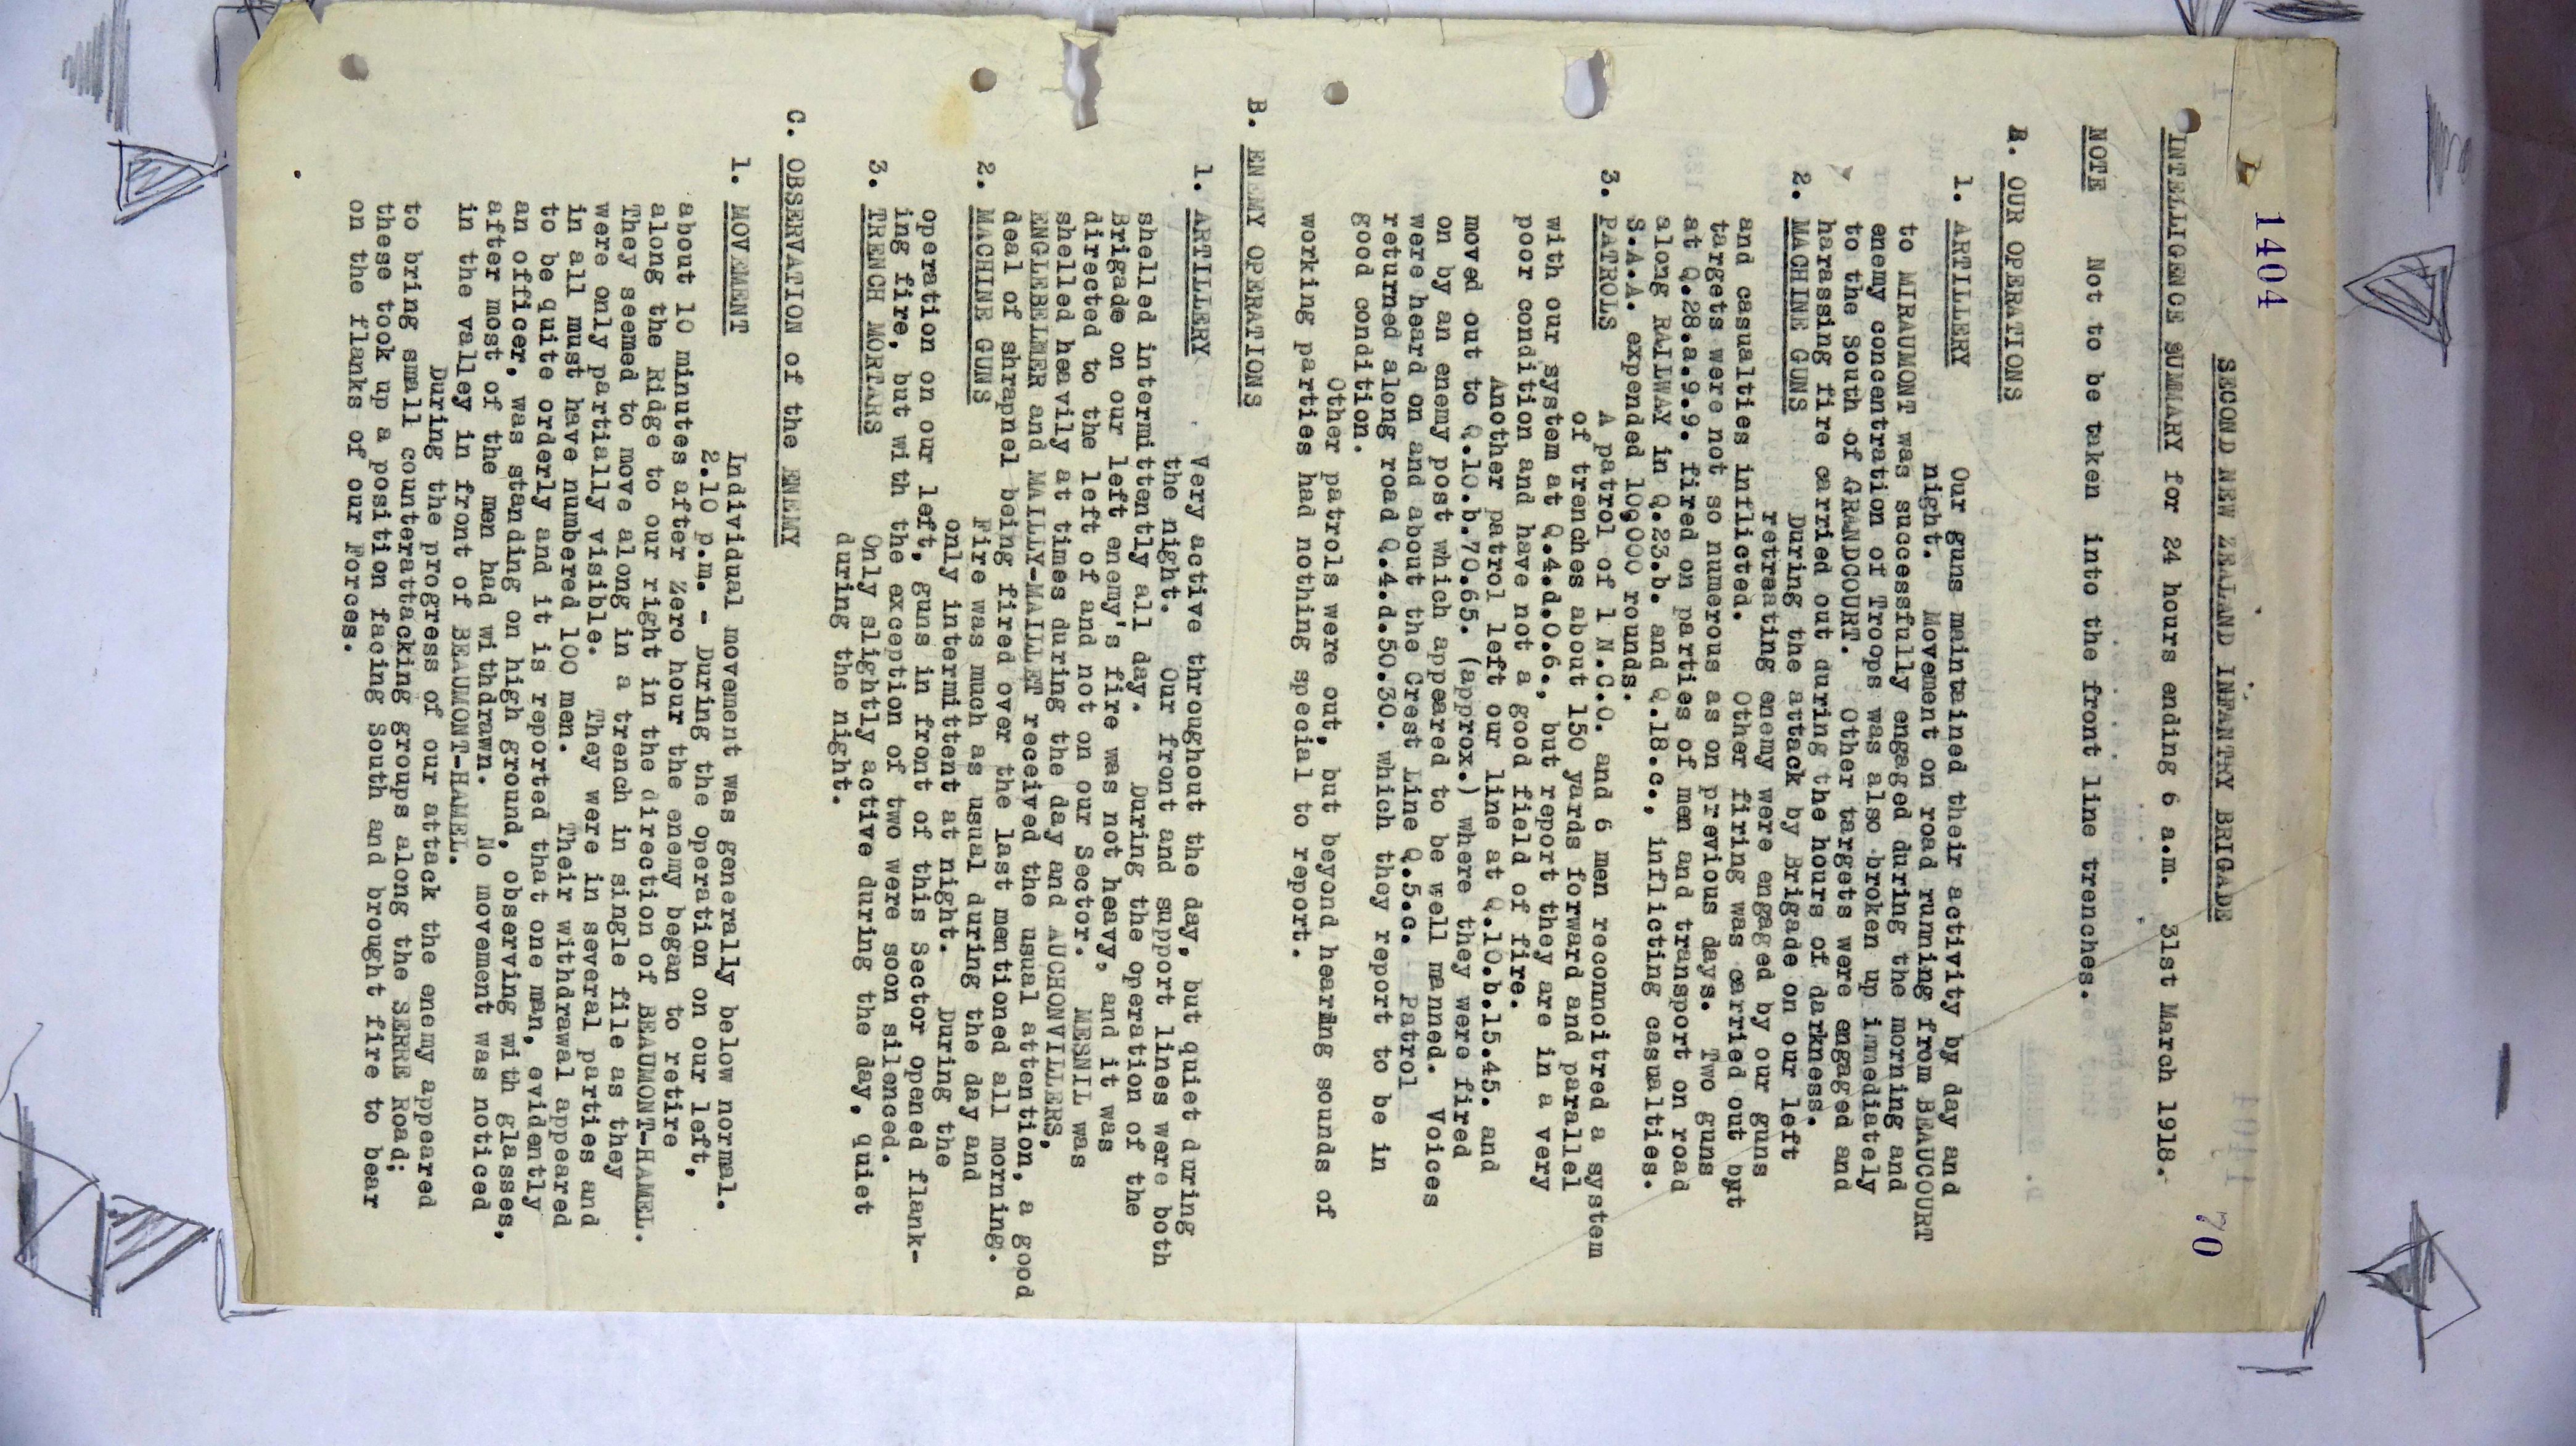 1404
70
SECOND NEW ZEALAND INFANTRY BRIGADE
INTELLIGENCE SUMMARY for 24 hours ending 6 a.m. 31st March 1918.
NOTE Not to be taken into the front line trenches.
A. OUR OPERATIONS
1. ARTILLERY Our guns maintained their activity by day and
night. Movement on road running from BEAUCOURT
to MIRAUMONT was successfully engaged during the morning and
enemy concentration of Troops was also broken up immediately
to the South of GRANDCOURT. Other targets were engaged and
harassing fire carried out during the hours of darkness.
2. MACHINE GUNS During the attack by Brigade on our left
retreating enemy were engaged by our guns
and casualties inflicted. Other firing was carried out but
targets were not so numerous as on previous days. Two guns
at Q.28.a.9.9. fired on parties of men and transport on road
along RAILWAY in Q.23.b. and Q.18.c., inflicting casualties.
S.A.A. expended 10,000 rounds.
3. PATROLS A patrol of 1 N.C.O. and 6 men reconnoitred a system
of trenches about 150 yards forward and parallel
with our system at Q.4.d.0.6., but report they are in a very
poor condition and have not a good field of fire.
Another patrol left our line at Q.10.b.15.45. and
moved out to Q.10.b.70.65. (approx.) where they were fired
on by an enemy post which appeared to be well manned. Voices
were heard on and about the Crest Line Q.5.c. Patrol
returned along road Q.4.d.50.30. which they report to be in
good condition.
Other patrols were out, but beyond hearing sounds of
working parties had nothing special to report.
B. ENEMY OPERATIONS
1. ARTILLERY Very active throughout the day, but quiet during
the night. Our front and support lines were both
shelled intermittently all day. During the operation of the
Brigade on our left enemy's fire was not heavy, and it was
directed to the left of and not on our Sector. MESNIL was
shelled heavily at times during the day and AUCHONVILLERS,
ENGLEBELMER and MAILLY-MAILLET received the usual attention, a good
deal of shrapnel being fired over the last mentioned all morning.
2. MACHINE GUNS Fire was much as usual during the day and
only intermittent at night. During the
operation on our left, guns in front of this Sector opened flank-
ing fire, but with the exception of two were soon silenced.
3. TRENCH MORTARS Only slightly active during the day, quiet
during the night.
C. OBSERVATION of the ENEMY
1. MOVEMENT Individual movement was generally below normal.
2.10 p.m. - During the operation on our left,
about 10 minutes after Zero hour the enemy began to retire
along the Ridge to our right in the direction of BEAUMONT-HAMEL.
They seemed to move along in a trench in single file as they
were only partially visible. They were in several parties and
in all must have numbered 100 men. Their withdrawal appeared
to be quite orderly and it is reported that one man, evidently
an officer, was standing on high ground, observing with glasses,
after most of the men had withdrawn. No movement was noticed
in the valley in front of BEAUMONT-HAMEL.
During the progress of our attack the enemy appeared
to bring small counterattacking groups along the SERRE Road;
these took up a position facing South and brought fire to bear
on the flanks of our Forces.